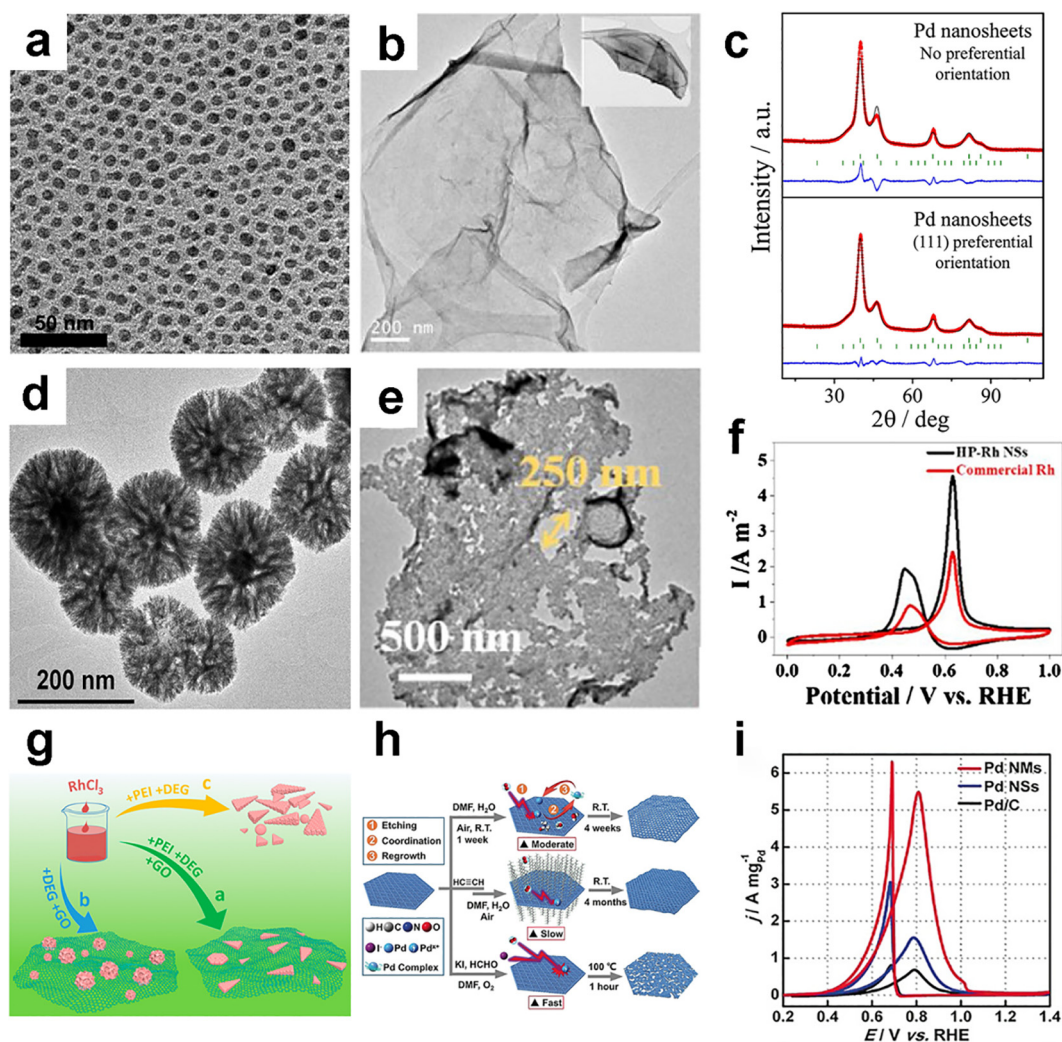 a
50 nm
b
200 nm
c
Pd nanosheets
No preferential
orientation
Pd nanosheets
(111) preferential
orientation
Intensity / a.u.
30 60 90
2θ / deg
d
200 nm
e
250 nm
500 nm
f
HP-Rh NSs
Commercial Rh
I /A m⁻²
5
4
3
2
1
0
0.0 0.2 0.4 0.6 0.8 1.0
Potential / V vs. RHE
g
RhCl₃
+PEI +DEG c
+PEI +DEG
+GO
a
+DEG +GO
b
h
1 Etching
2 Coordination
3 Regrowth
H C N O
I⁻ Pd Pdˣ⁺
Pd Complex
DMF, H₂O
Air, R.T.
1 week
1 2 3
▲ Moderate
R.T.
4 weeks
HC≡CH
DMF, H₂O
Air
▲ Slow
R.T.
4 months
KI, HCHO
DMF, O₂
▲ Fast
100 °C
1 hour
i
Pd NMs
Pd NSs
Pd/C
j/ A mg⁻¹Pd
6
5
4
3
2
1
0
0.2 0.4 0.6 0.8 1.0 1.2 1.4
E/ V vs. RHE